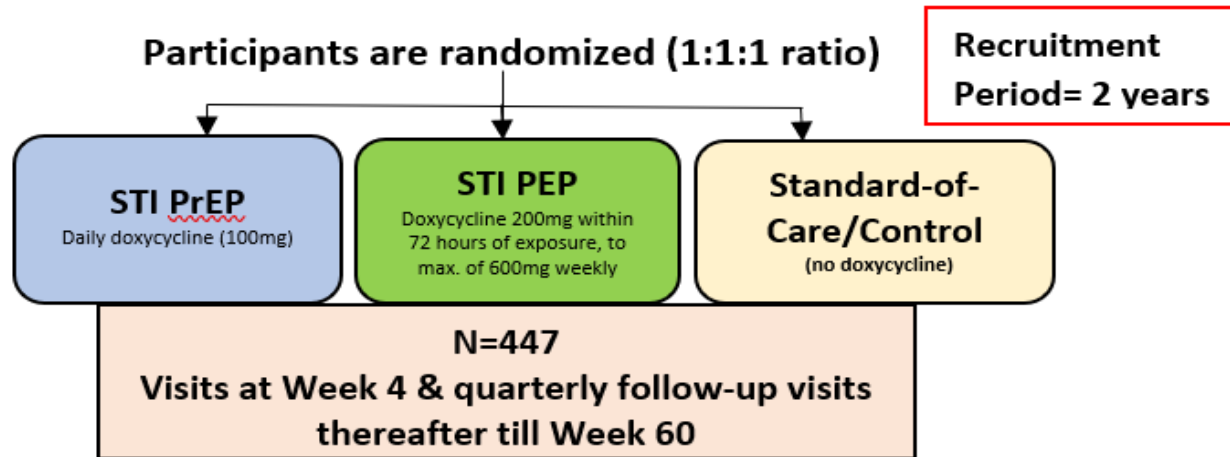 Participants are randomized (1:1:1 ratio)
Recruitment
Period= 2 years
STI PrEP
Daily doxycycline (100mg)
STI PEP
Doxycycline 200mg within
72 hours of exposure, to
max. of 600mg weekly
Standard-of-
Care/Control
(no doxycycline)
N=447
Visits at Week 4 & quarterly follow-up visits
thereafter till Week 60